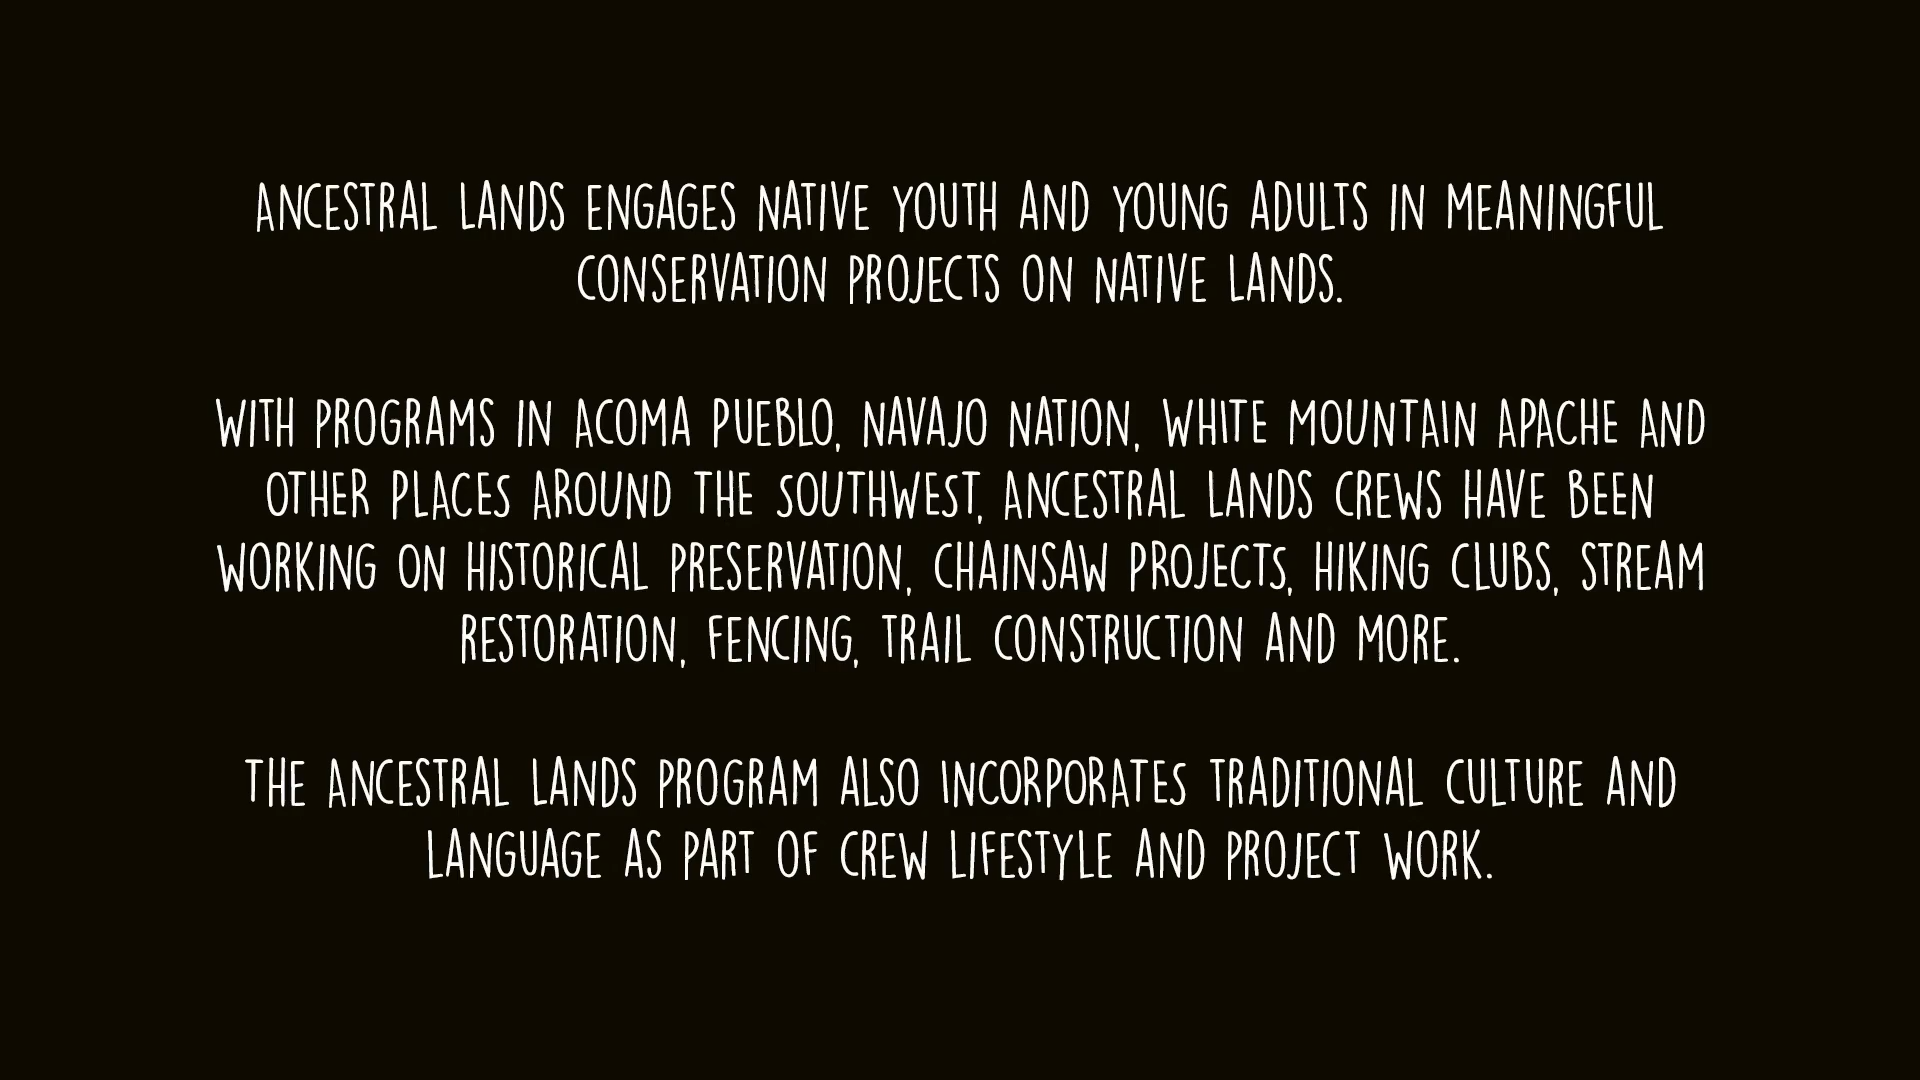 ANCESTRAL LANDS ENGAGES NATIVE YOUTH AND YOUNG ADULTS IN MEANINGFUL
CONSERVATION PROJECTS ON NATIVE LANDS.
WITH PROGRAMS IN ACOMA PUEBLO, NAVAJO NATION, WHITE MOUNTAIN APACHE AND
OTHER PLACES AROUND THE SOUTHWEST, ANCESTRAL LANDS CREWS HAVE BEEN
WORKING ON HISTORICAL PRESERVATION, CHAINSAW PROJECTS, HIKING CLUBS, STREAM
RESTORATION, FENCING, TRAIL CONSTRUCTION AND MORE.
THE ANCESTRAL LANDS PROGRAM ALSO INCORPORATES TRADITIONAL CULTURE AND
LANGUAGE AS PART OF CREW LIFESTYLE AND PROJECT WORK.